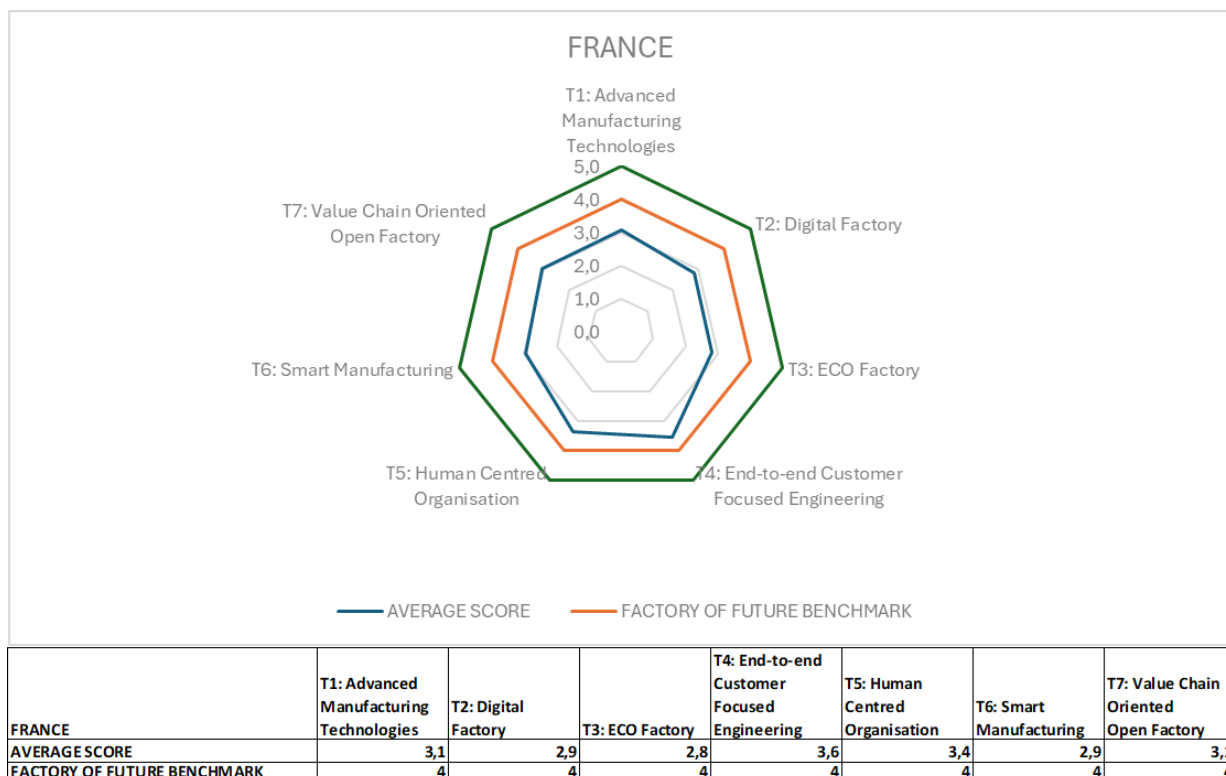 FRANCE
T1: Advanced
Manufacturing
Technologies
5,0
4,0
3,0
2,0
1,0
0,0
T2: Digital Factory
T3: ECO Factory
T4: End-to-end Customer
Focused Engineering
T5: Human Centred
Organisation
T6: Smart Manufacturing
T7: Value Chain Oriented
Open Factory
AVERAGE SCORE
FACTORY OF FUTURE BENCHMARK
FRANCE
T1: Advanced
Manufacturing
Technologies
T2: Digital
Factory
T3: ECO Factory
T4: End-to-end
Customer
Focused
Engineering
T5: Human
Centred
Organisation
T6: Smart
Manufacturing
T7: Value Chain
Oriented
Open Factory
AVERAGE SCORE 3,1 2,9 2,8 3,6 3,4 2,9
FACTORY OF FUTURE BENCHMARK 4 4 4 4 4 4